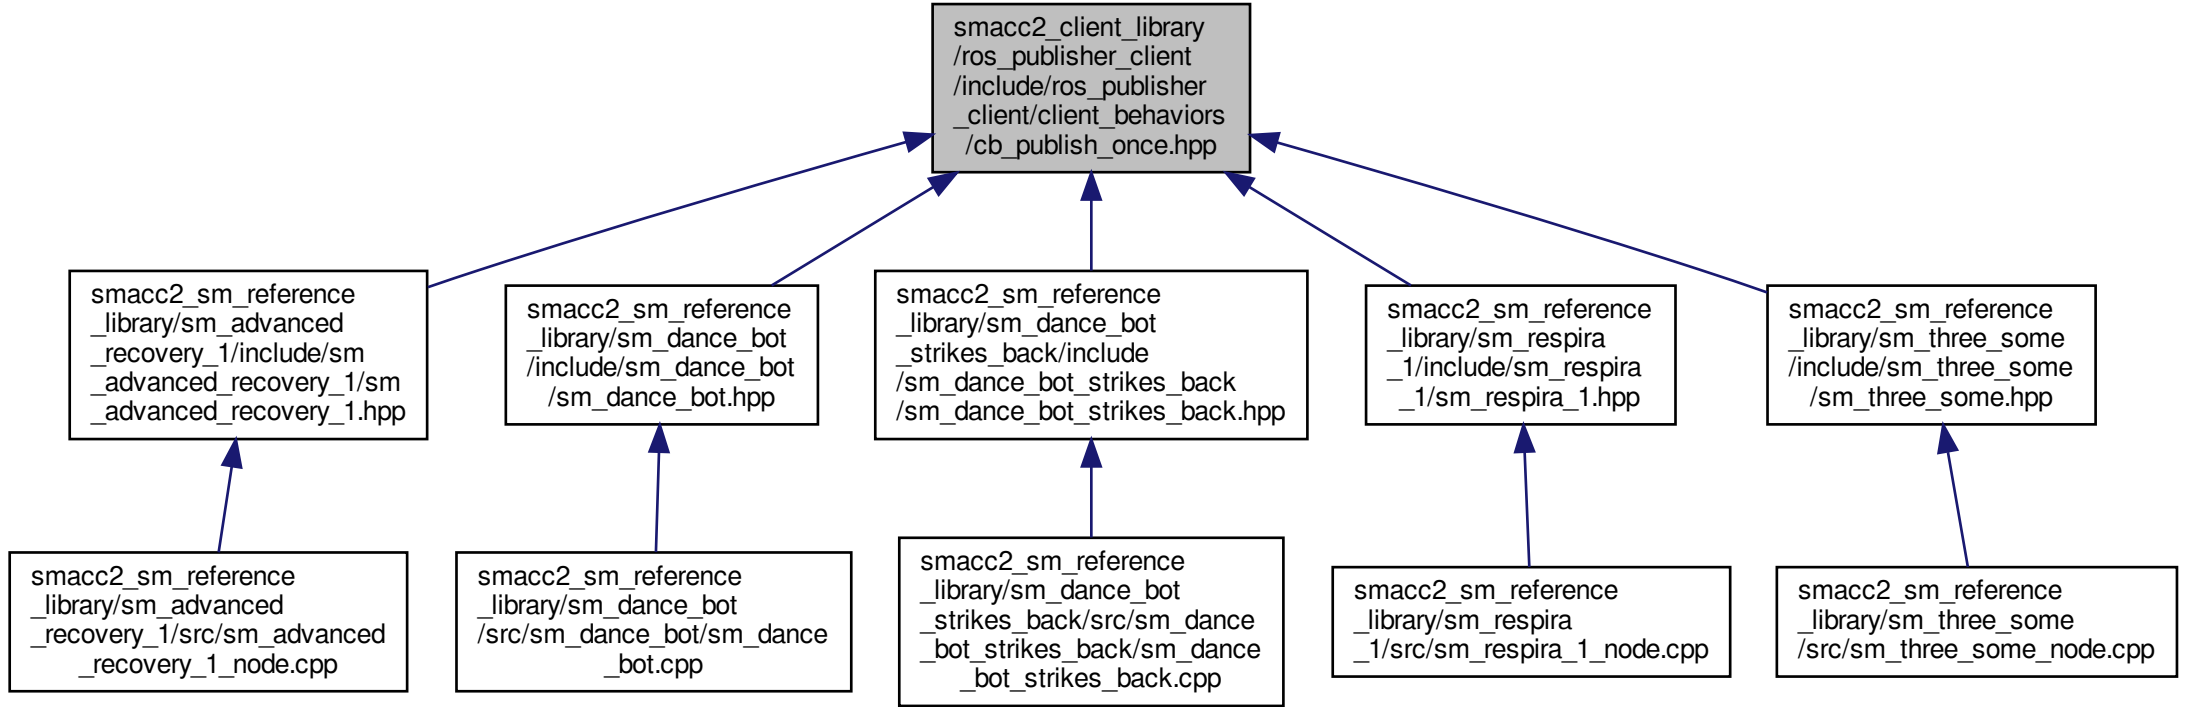 smacc2_client_library
/ros_publisher_client
/include/ros_publisher
_client/client_behaviors
/cb_publish_once.hpp
smacc2_sm_reference
_library/sm_advanced
_recovery_1/include/sm
_advanced_recovery_1/sm
_advanced_recovery_1.hpp
smacc2_sm_reference
_library/sm_dance_bot
/include/sm_dance_bot
/sm_dance_bot.hpp
smacc2_sm_reference
_library/sm_dance_bot
_strikes_back/include
/sm_dance_bot_strikes_back
/sm_dance_bot_strikes_back.hpp
smacc2_sm_reference
_library/sm_respira
_1/include/sm_respira
_1/sm_respira_1.hpp
smacc2_sm_reference
_library/sm_three_some
/include/sm_three_some
/sm_three_some.hpp
smacc2_sm_reference
_library/sm_advanced
_recovery_1/src/sm_advanced
_recovery_1_node.cpp
smacc2_sm_reference
_library/sm_dance_bot
/src/sm_dance_bot/sm_dance
_bot.cpp
smacc2_sm_reference
_library/sm_dance_bot
_strikes_back/src/sm_dance
_bot_strikes_back/sm_dance
_bot_strikes_back.cpp
smacc2_sm_reference
_library/sm_respira
_1/src/sm_respira_1_node.cpp
smacc2_sm_reference
_library/sm_three_some
/src/sm_three_some_node.cpp